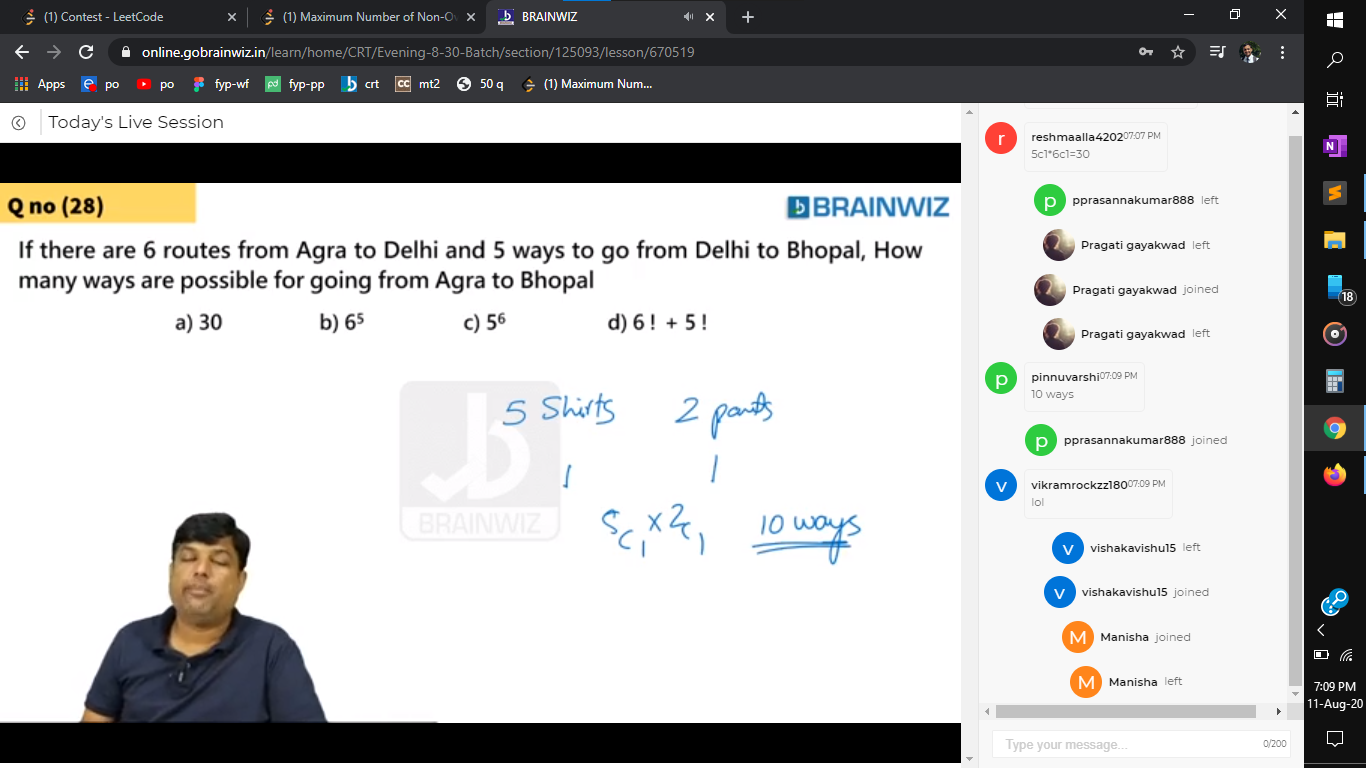 (1) Contest - LeetCode
(1) Maximum Number of Non-Ov
BRAINWIZ
online.gobrainwiz.in/learn/home/CRT/Evening-8-30-Batch/section/125093/lesson/670519
Apps po po fyp-wf fyp-pp crt mt2 50 q (1) Maximum Num...
Today's Live Session
Q no (28)
BRAINWIZ
If there are 6 routes from Agra to Delhi and 5 ways to go from Delhi to Bhopal, How
many ways are possible for going from Agra to Bhopal
a) 30 b) 6⁵ c) 5⁶ d) 6! + 5!
5 Shirts 2 pants
1 1
5c₁ x 2c₁ 10 ways
BRAINWIZ
r
reshmaalla4202 07:07 PM
5c1*6c1=30
p pprasannakumar888 left
Pragati gayakwad left
Pragati gayakwad joined
Pragati gayakwad left
p
pinnuvarshi 07:09 PM
10 ways
p pprasannakumar888 joined
v
vikramrockzz180 07:09 PM
lol
v vishakavishu15 left
v vishakavishu15 joined
M Manisha joined
M Manisha left
Type your message... 0/200
N
18
7:09 PM
11-Aug-20